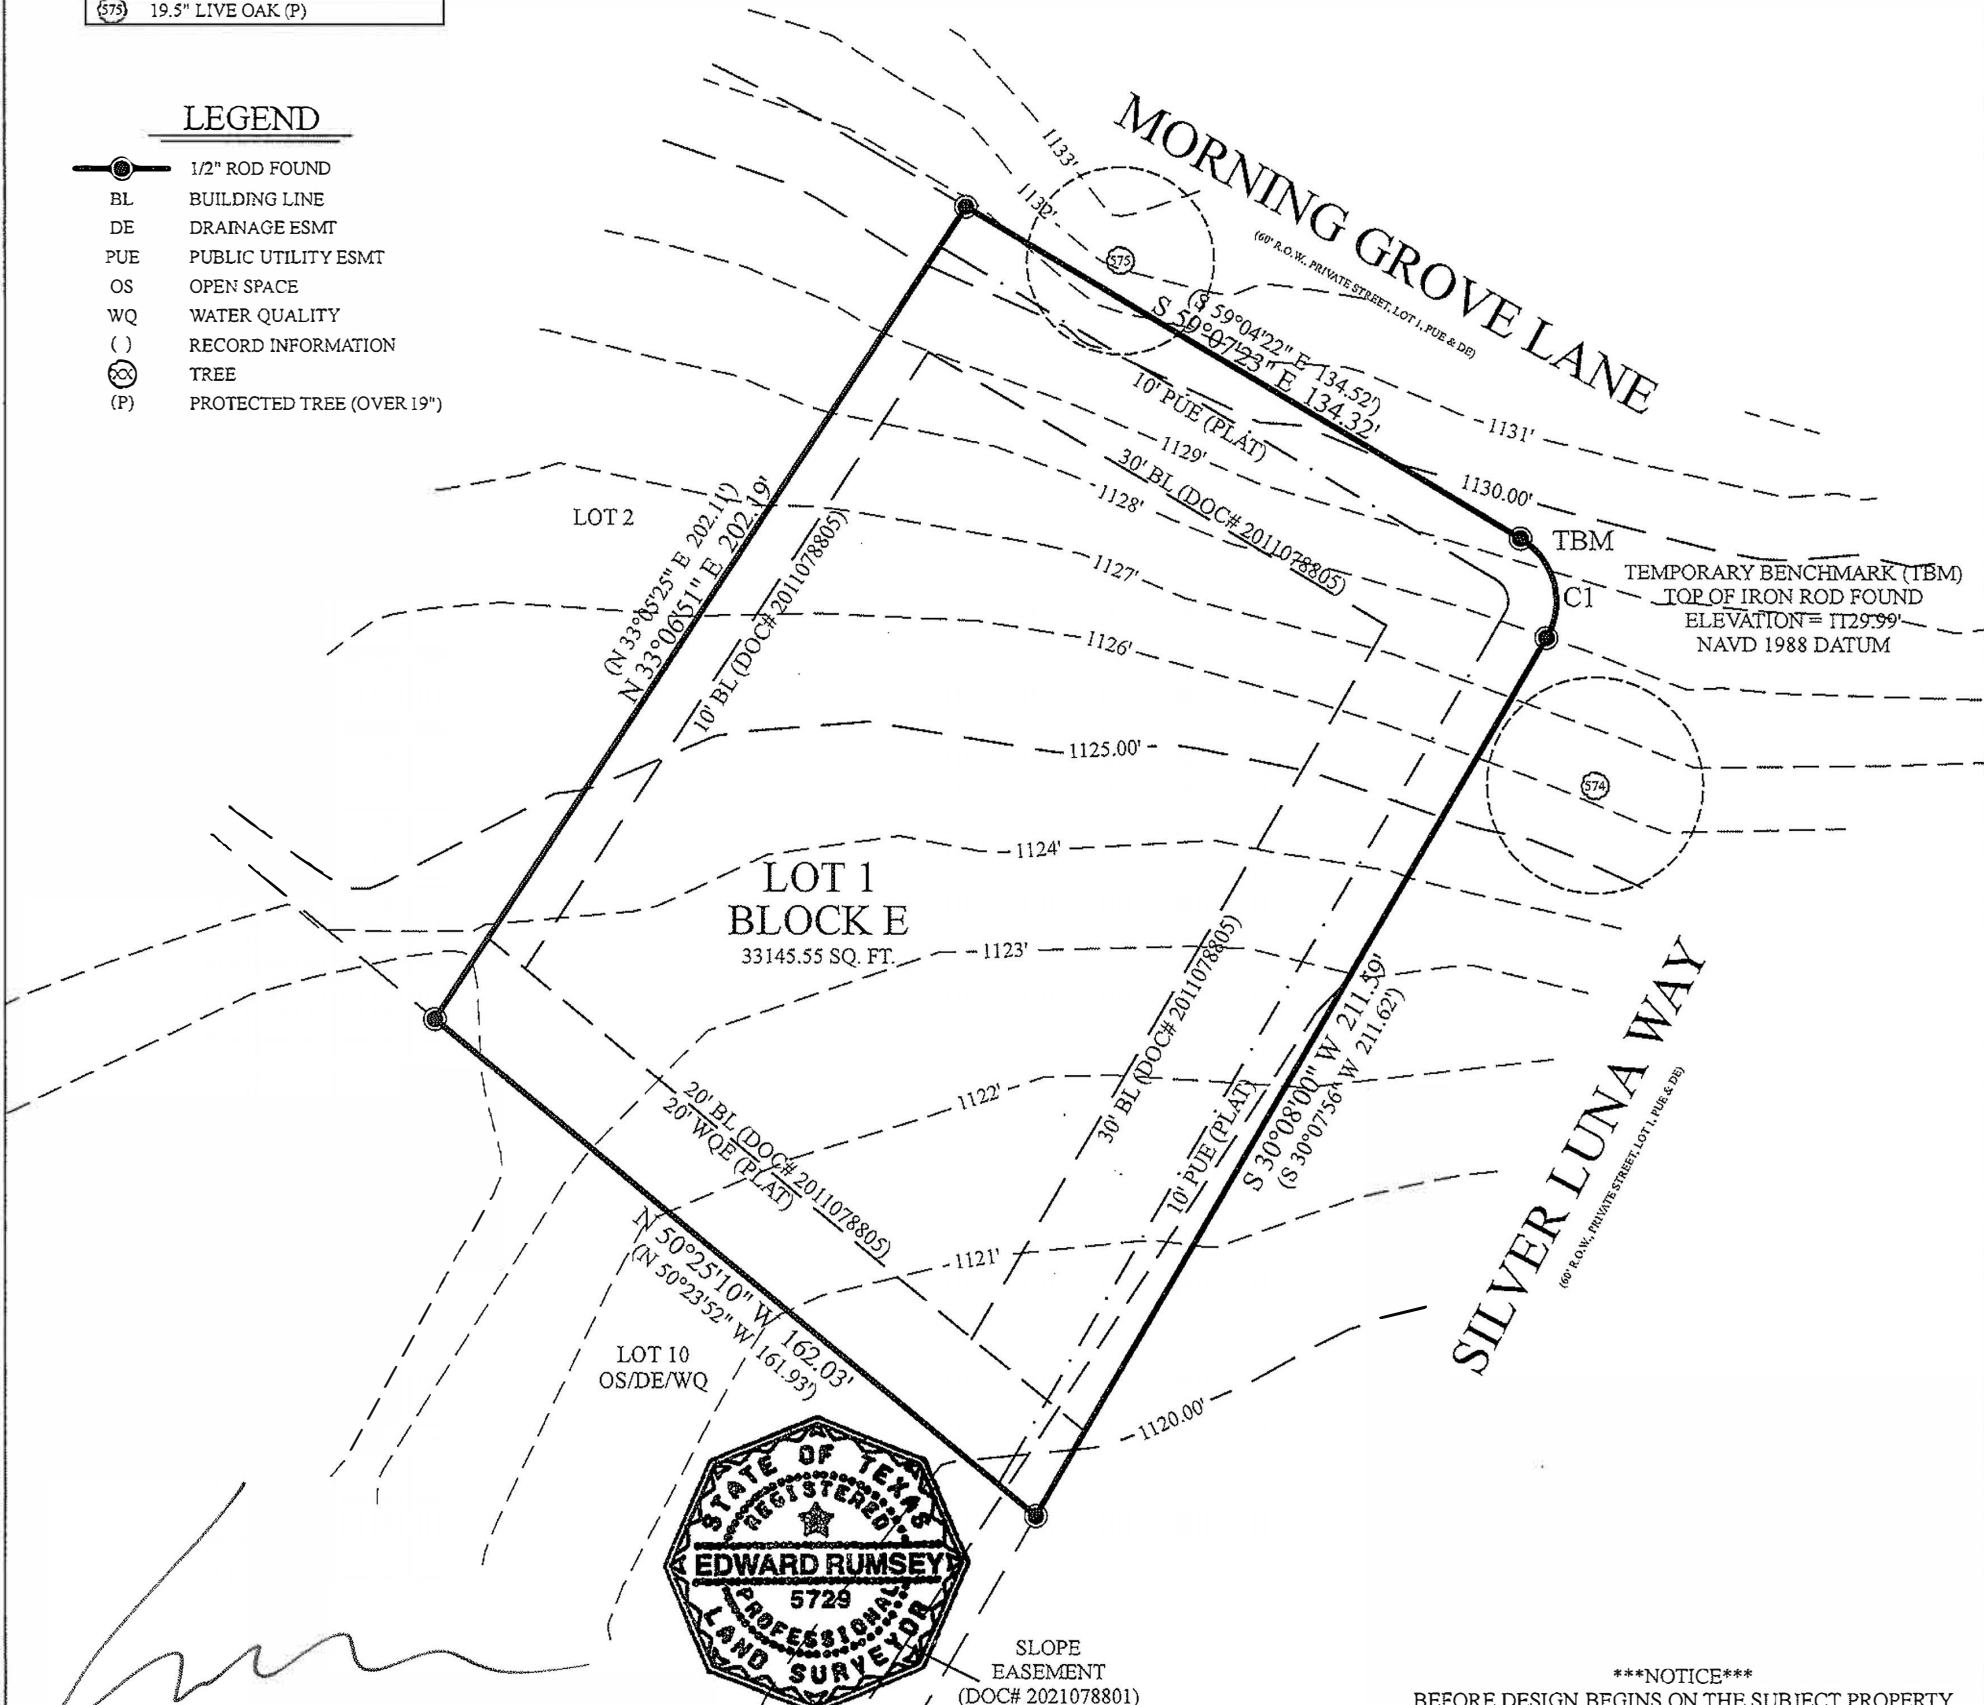 575 19.5" LIVE OAK (P)
LEGEND
1/2" ROD FOUND
BL BUILDING LINE
DE DRAINAGE ESMT
PUE PUBLIC UTILITY ESMT
OS OPEN SPACE
WQ WATER QUALITY
( ) RECORD INFORMATION
XX TREE
(P) PROTECTED TREE (OVER 19")
MORNING GROVE LANE
(60' R.O.W., PRIVATE STREET, LOT 1, PUE & DE)
1133'
1132'
575
(S 59°04'22" E 134.52')
S 59°07'23" E 134.32'
10' PUE (PLAT)
1131'
1129'
30' BL (DOC# 2011078805)
1130.00'
1128'
LOT 2
(N 33°05'25" E 202.11')
N 33°06'51" E 202.19'
10' BL (DOC# 2011078805)
TBM
TEMPORARY BENCHMARK (TBM)
TOP OF IRON ROD FOUND
ELEVATION = 1129.99'
NAVD 1988 DATUM
C1
1127'
1126'
1125.00'
574
1124'
LOT 1
BLOCK E
33145.55 SQ. FT.
1123'
30' BL (DOC# 2011078805)
10' PUE (PLAT)
S 30°08'00" W 211.59'
(S 30°07'56" W 211.62')
SILVER LUNA WAY
(60' R.O.W., PRIVATE STREET, LOT 1, PUE & DE)
1122'
20' BL (DOC# 2011078805)
20' WQE (PLAT)
N 50°25'10" W 162.03'
(N 50°23'52" W 161.93')
1121'
LOT 10
OS/DE/WQ
1120.00'
STATE OF TEXAS
REGISTERED
EDWARD RUMSEY
5729
PROFESSIONAL
LAND SURVEYOR
SLOPE
EASEMENT
(DOC# 2021078801)
***NOTICE***
BEFORE DESIGN BEGINS ON THE SUBJECT PROPERTY